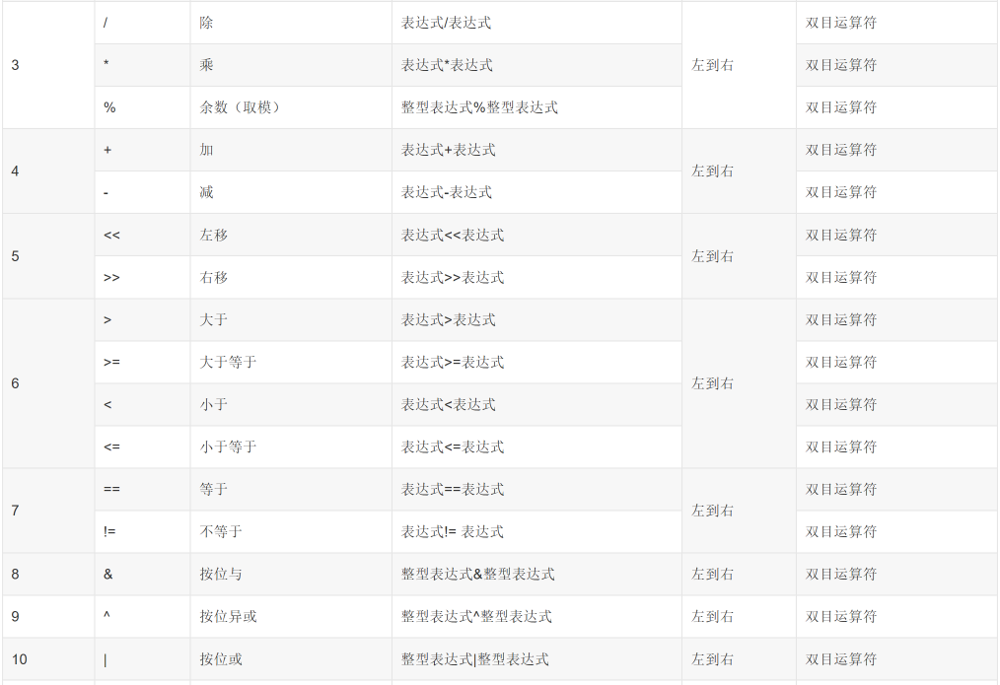 / 除 表达式/表达式 双目运算符
3 * 乘 表达式*表达式 左到右 双目运算符
% 余数（取模） 整型表达式%整型表达式 双目运算符
+ 加 表达式+表达式 双目运算符
4 左到右
- 减 表达式-表达式 双目运算符
<< 左移 表达式<<表达式 双目运算符
5 左到右
>> 右移 表达式>>表达式 双目运算符
> 大于 表达式>表达式 双目运算符
>= 大于等于 表达式>=表达式 双目运算符
6 左到右
< 小于 表达式<表达式 双目运算符
<= 小于等于 表达式<=表达式 双目运算符
== 等于 表达式==表达式 双目运算符
7 左到右
!= 不等于 表达式!= 表达式 双目运算符
8 & 按位与 整型表达式&整型表达式 左到右 双目运算符
9 ^ 按位异或 整型表达式^整型表达式 左到右 双目运算符
10 | 按位或 整型表达式|整型表达式 左到右 双目运算符